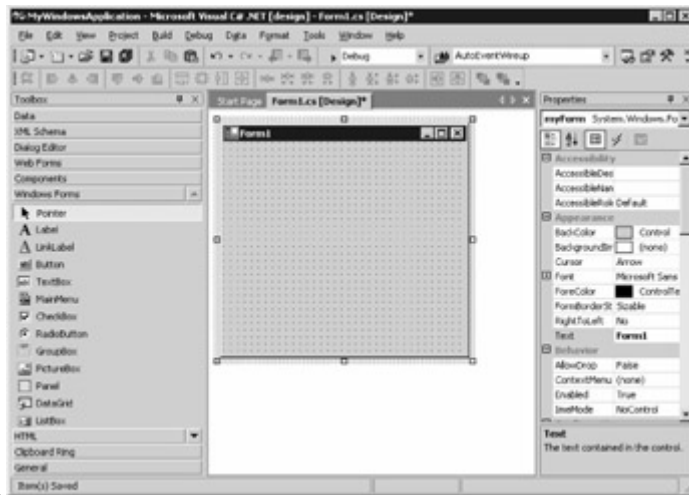 MyWindowsApplication - Microsoft Visual C# .NET [design] - Form1.cs [Design]*
File Edit View Project Build Debug Data Format Tools Window Help
Debug AutoEventWireup
Toolbox
Data
XML Schema
Dialog Editor
Web Forms
Components
Windows Forms
Pointer
Label
LinkLabel
Button
TextBox
MainMenu
CheckBox
RadioButton
GroupBox
PictureBox
Panel
DataGrid
ListBox
HTML
Clipboard Ring
General
Start Page Form1.cs [Design]*
Form1
Properties
myForm System.Windows.Fo
Accessibility
AccessibleDes
AccessibleNan
AccessibleRole Default
Appearance
BackColor Control
BackgroundIm (none)
Cursor Arrow
Font Microsoft Sans
ForeColor ControlTe
FormBorderSt Sizable
RightToLeft No
Text Form1
Behavior
AllowDrop False
ContextMenu (none)
Enabled True
ImeMode NoControl
Text
The text contained in the control.
Item(s) Saved